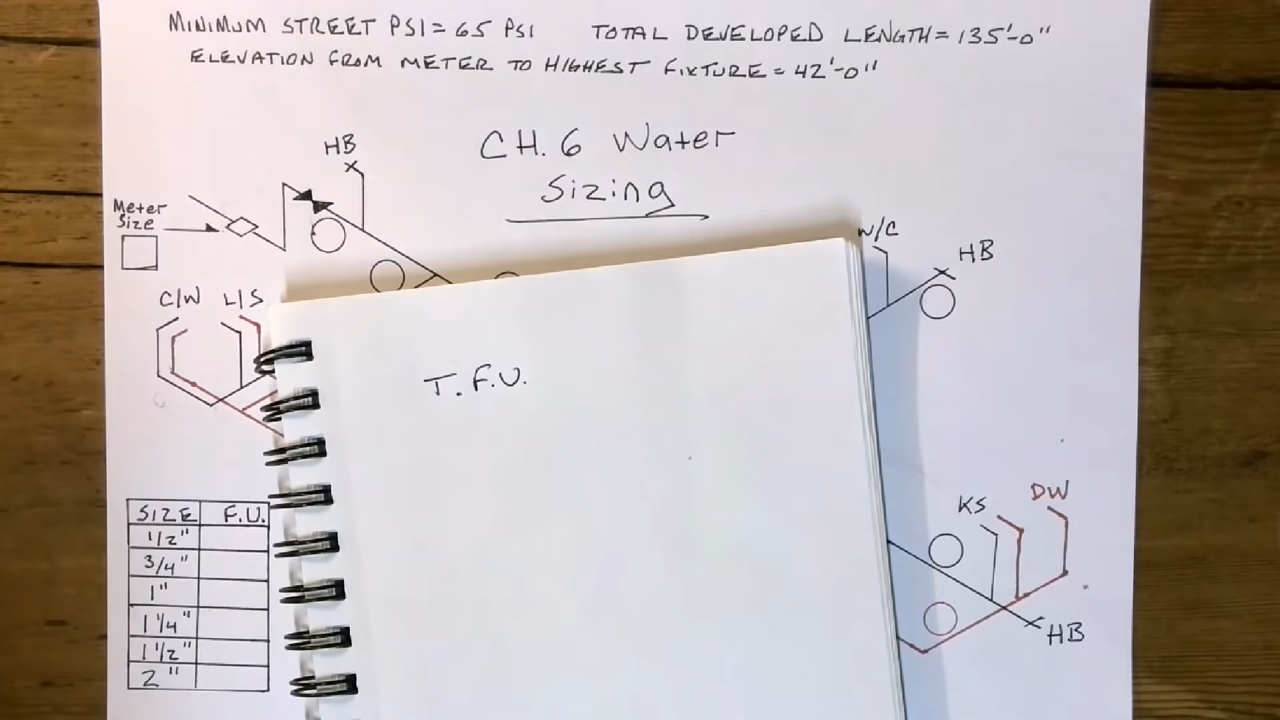 MINIMUM STREET PSI = 65 PSI TOTAL DEVELOPED LENGTH = 135'-0"
ELEVATION FROM METER TO HIGHEST FIXTURE = 42'-0"
CH. 6 Water
Sizing
HB
Meter
Size
W/C
HB
C/W L/S
T.F.U.
KS
DW
HB
SIZE F.U.
1/2"
3/4"
1"
1 1/4"
1 1/2"
2"